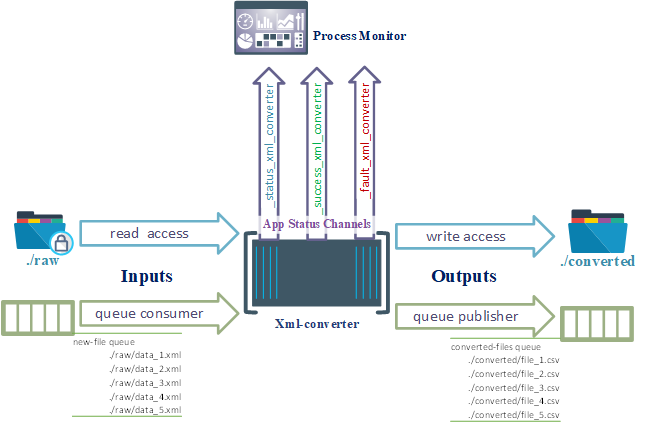 Process Monitor
_status_xml_converter
_success_xml_converter
_fault_xml_converter
App Status Channels
read access
write access
./raw
./converted
Inputs
Outputs
queue consumer
queue publisher
Xml-converter
new-file queue
./raw/data_1.xml
./raw/data_2.xml
./raw/data_3.xml
./raw/data_4.xml
./raw/data_5.xml
converted-files queue
./converted/file_1.csv
./converted/file_2.csv
./converted/file_3.csv
./converted/file_4.csv
./converted/file_5.csv